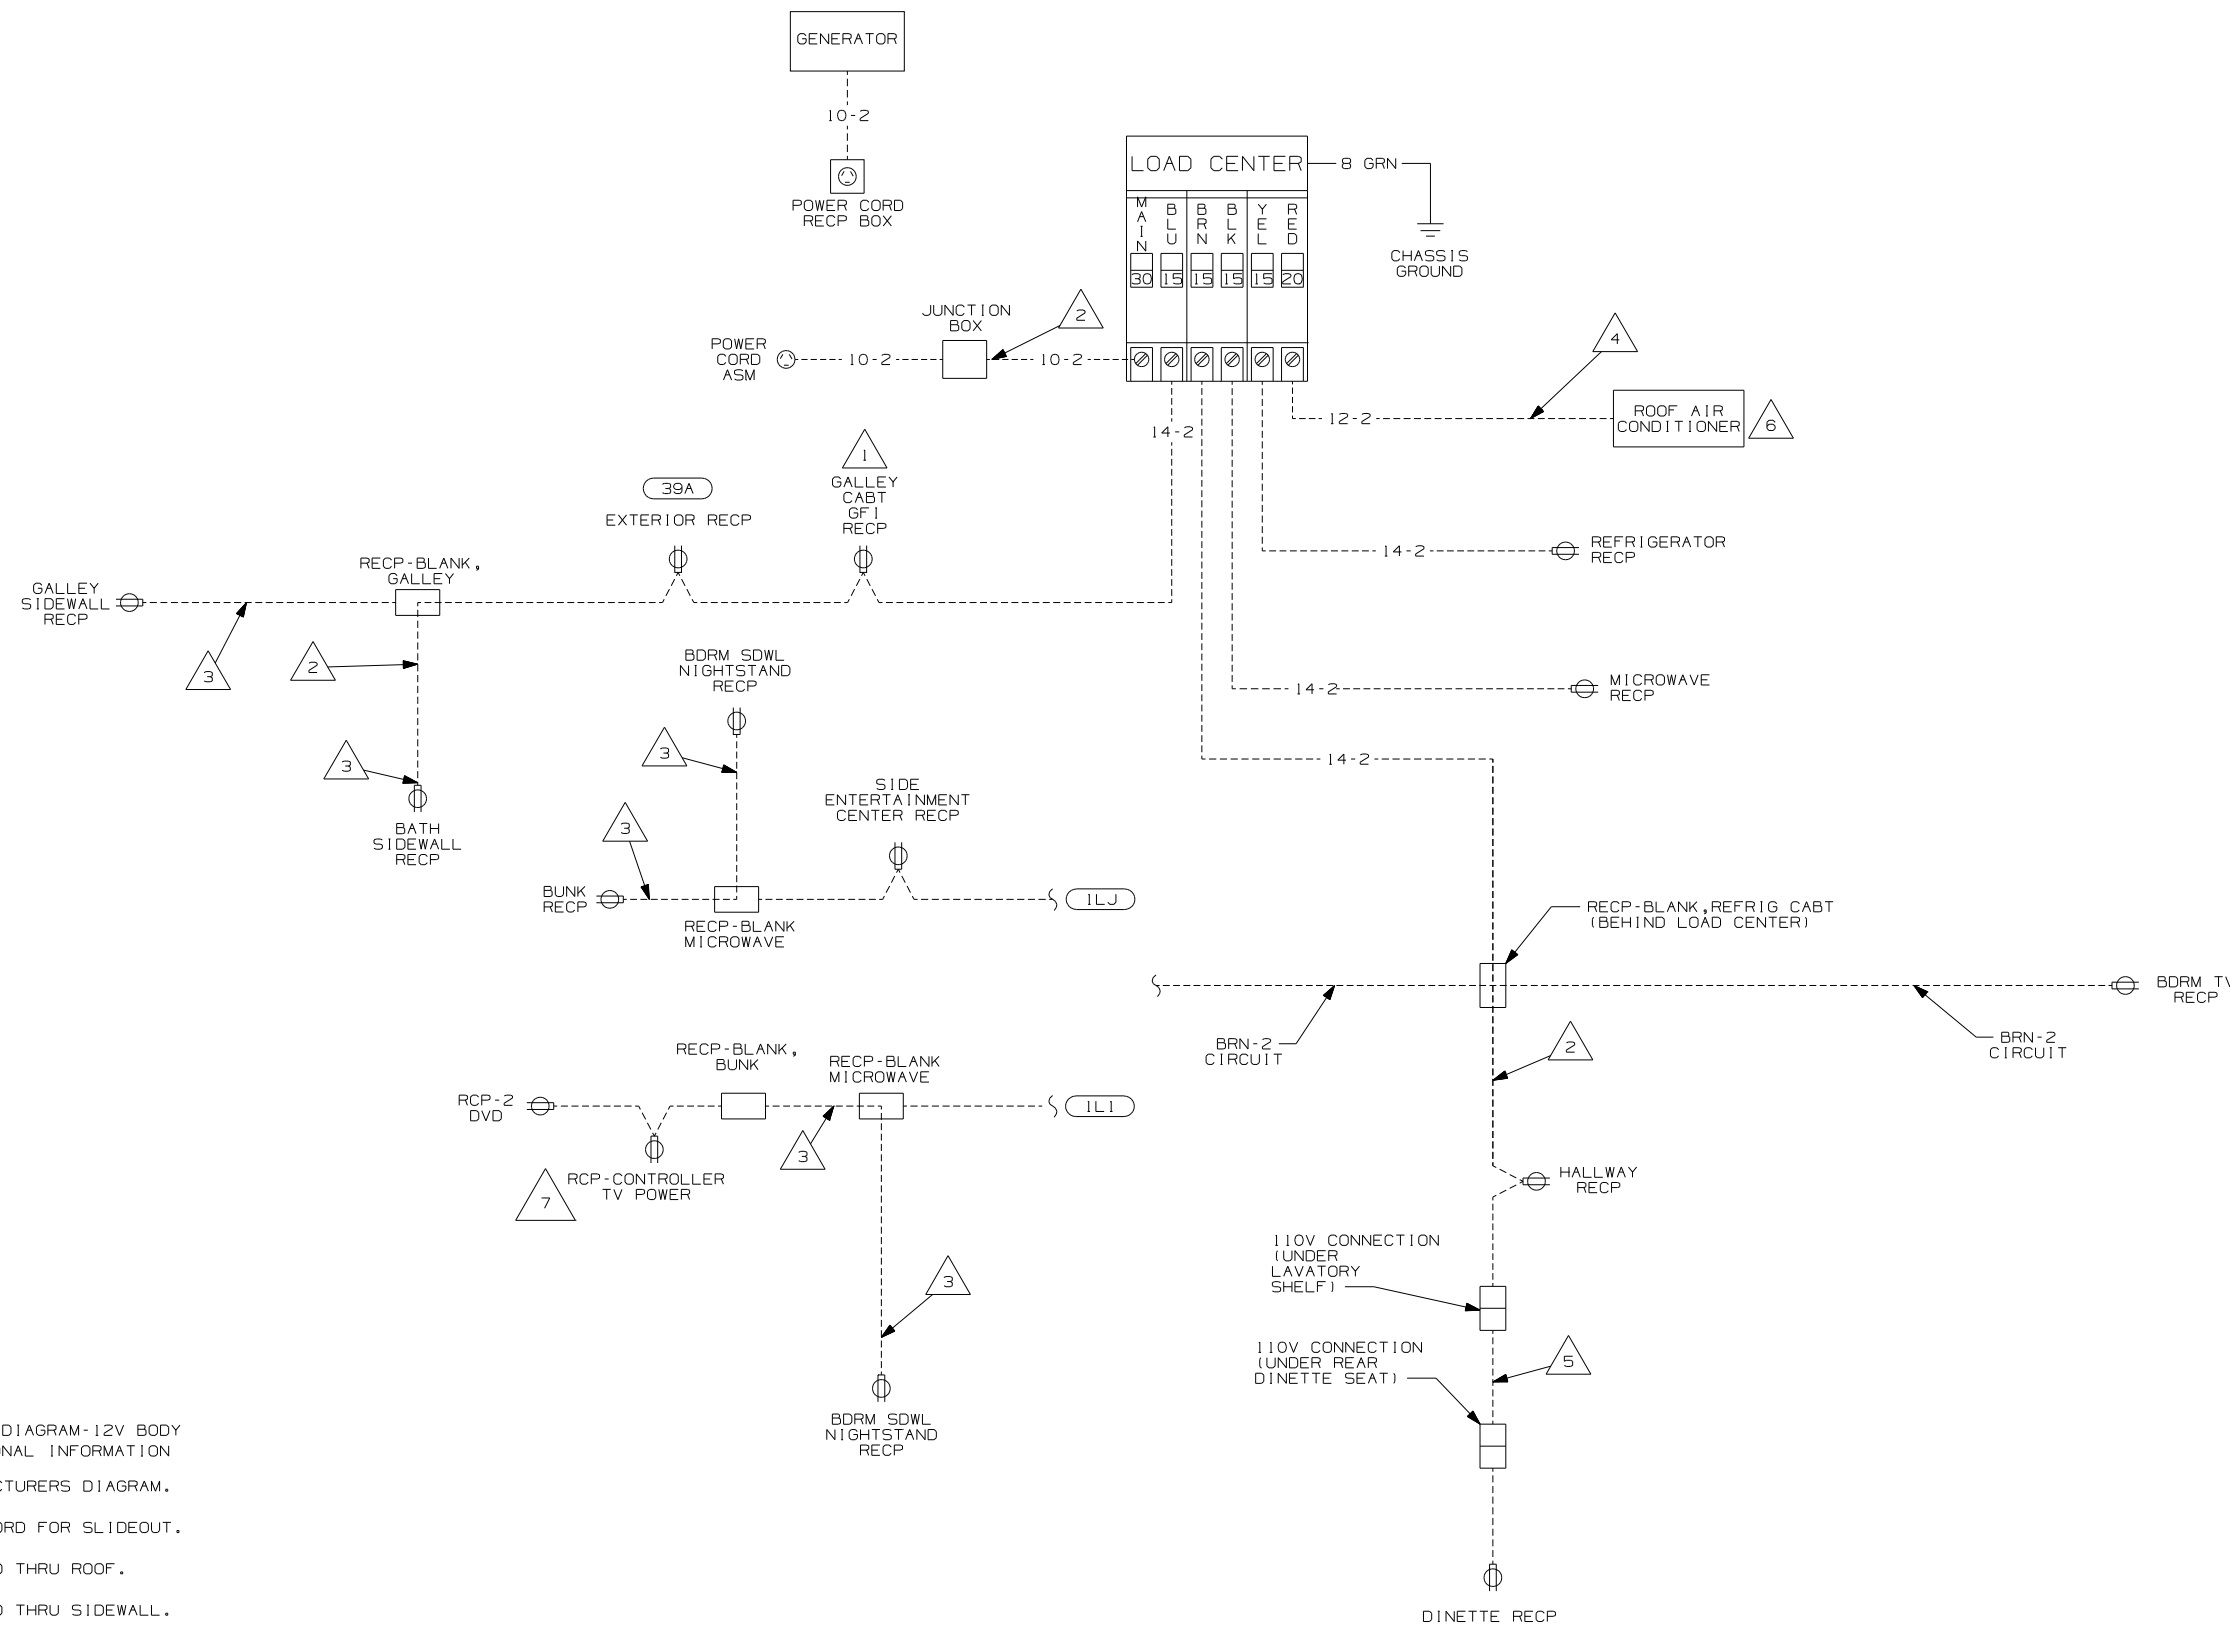 GENERATOR
10-2
POWER CORD
RECP BOX
LOAD CENTER
8 GRN
CHASSIS
GROUND
MAIN
BLU
BRN
BLK
YEL
RED
30
15
15
15
15
20
JUNCTION
BOX
2
POWER
CORD
ASM
10-2
10-2
4
ROOF AIR
CONDITIONER
6
12-2
14-2
1
GALLEY
CABT
GFI
RECP
39A
EXTERIOR RECP
RECP-BLANK,
GALLEY
GALLEY
SIDEWALL
RECP
14-2
REFRIGERATOR
RECP
3
2
BDRM SDWL
NIGHTSTAND
RECP
14-2
MICROWAVE
RECP
3
3
14-2
BATH
SIDEWALL
RECP
3
SIDE
ENTERTAINMENT
CENTER RECP
BUNK
RECP
1LJ
RECP-BLANK
MICROWAVE
RECP-BLANK,REFRIG CABT
(BEHIND LOAD CENTER)
BDRM TV
RECP
BRN-2
CIRCUIT
2
BRN-2
CIRCUIT
RECP-BLANK,
BUNK
RECP-BLANK
MICROWAVE
RCP-2
DVD
3
RCP-CONTROLLER
TV POWER
7
HALLWAY
RECP
110V CONNECTION
(UNDER
LAVATORY
SHELF)
3
110V CONNECTION
(UNDER REAR
DINETTE SEAT)
5
BDRM SDWL
NIGHTSTAND
RECP
DIAGRAM-12V BODY
INFORMATION
DIAGRAM.
FOR SLIDEOUT.
THRU ROOF.
THRU SIDEWALL.
DINETTE RECP